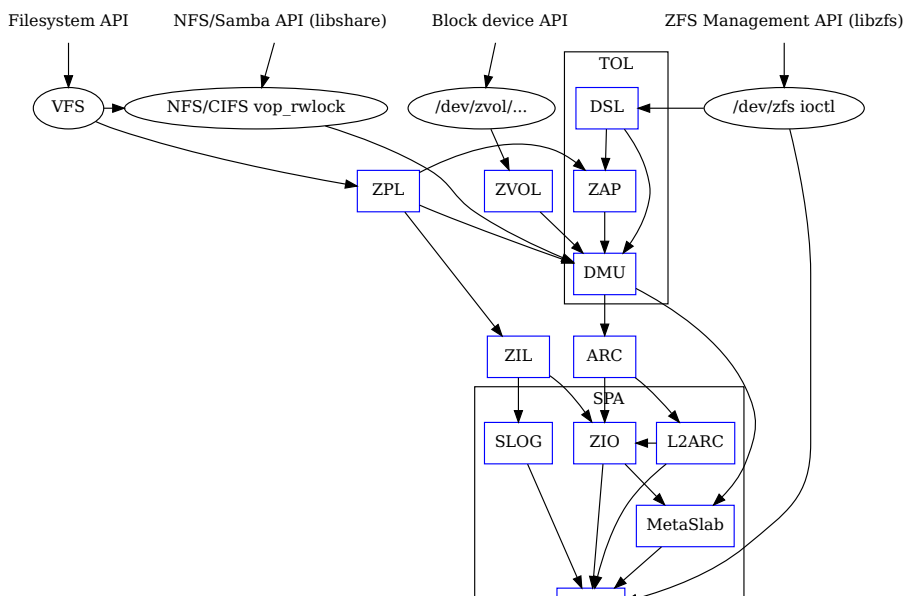 Filesystem API
NFS/Samba API (libshare)
Block device API
ZFS Management API (libzfs)
TOL
VFS
NFS/CIFS vop_rwlock
/dev/zvol/...
DSL
/dev/zfs ioctl
ZPL
ZVOL
ZAP
DMU
ZIL
ARC
SPA
SLOG
ZIO
L2ARC
MetaSlab